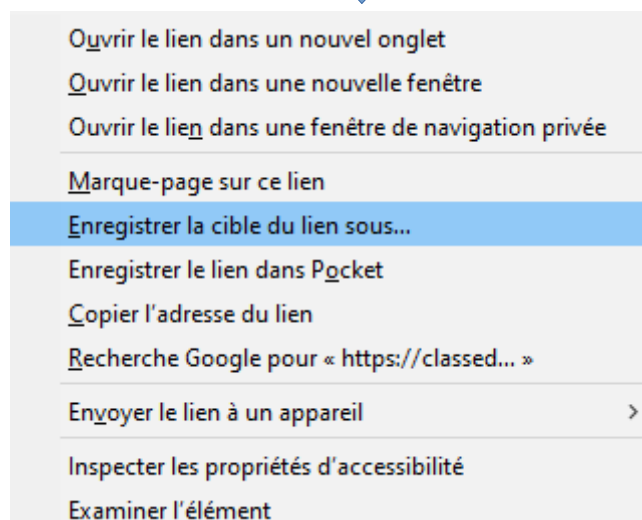 Ouvrir le lien dans un nouvel onglet
Ouvrir le lien dans une nouvelle fenêtre
Ouvrir le lien dans une fenêtre de navigation privée
Marque-page sur ce lien
Enregistrer la cible du lien sous...
Enregistrer le lien dans Pocket
Copier l’adresse du lien
Recherche Google pour « https://classed... »
Envoyer le lien à un appareil
Inspecter les propriétés d’accessibilité
Examiner l’élément